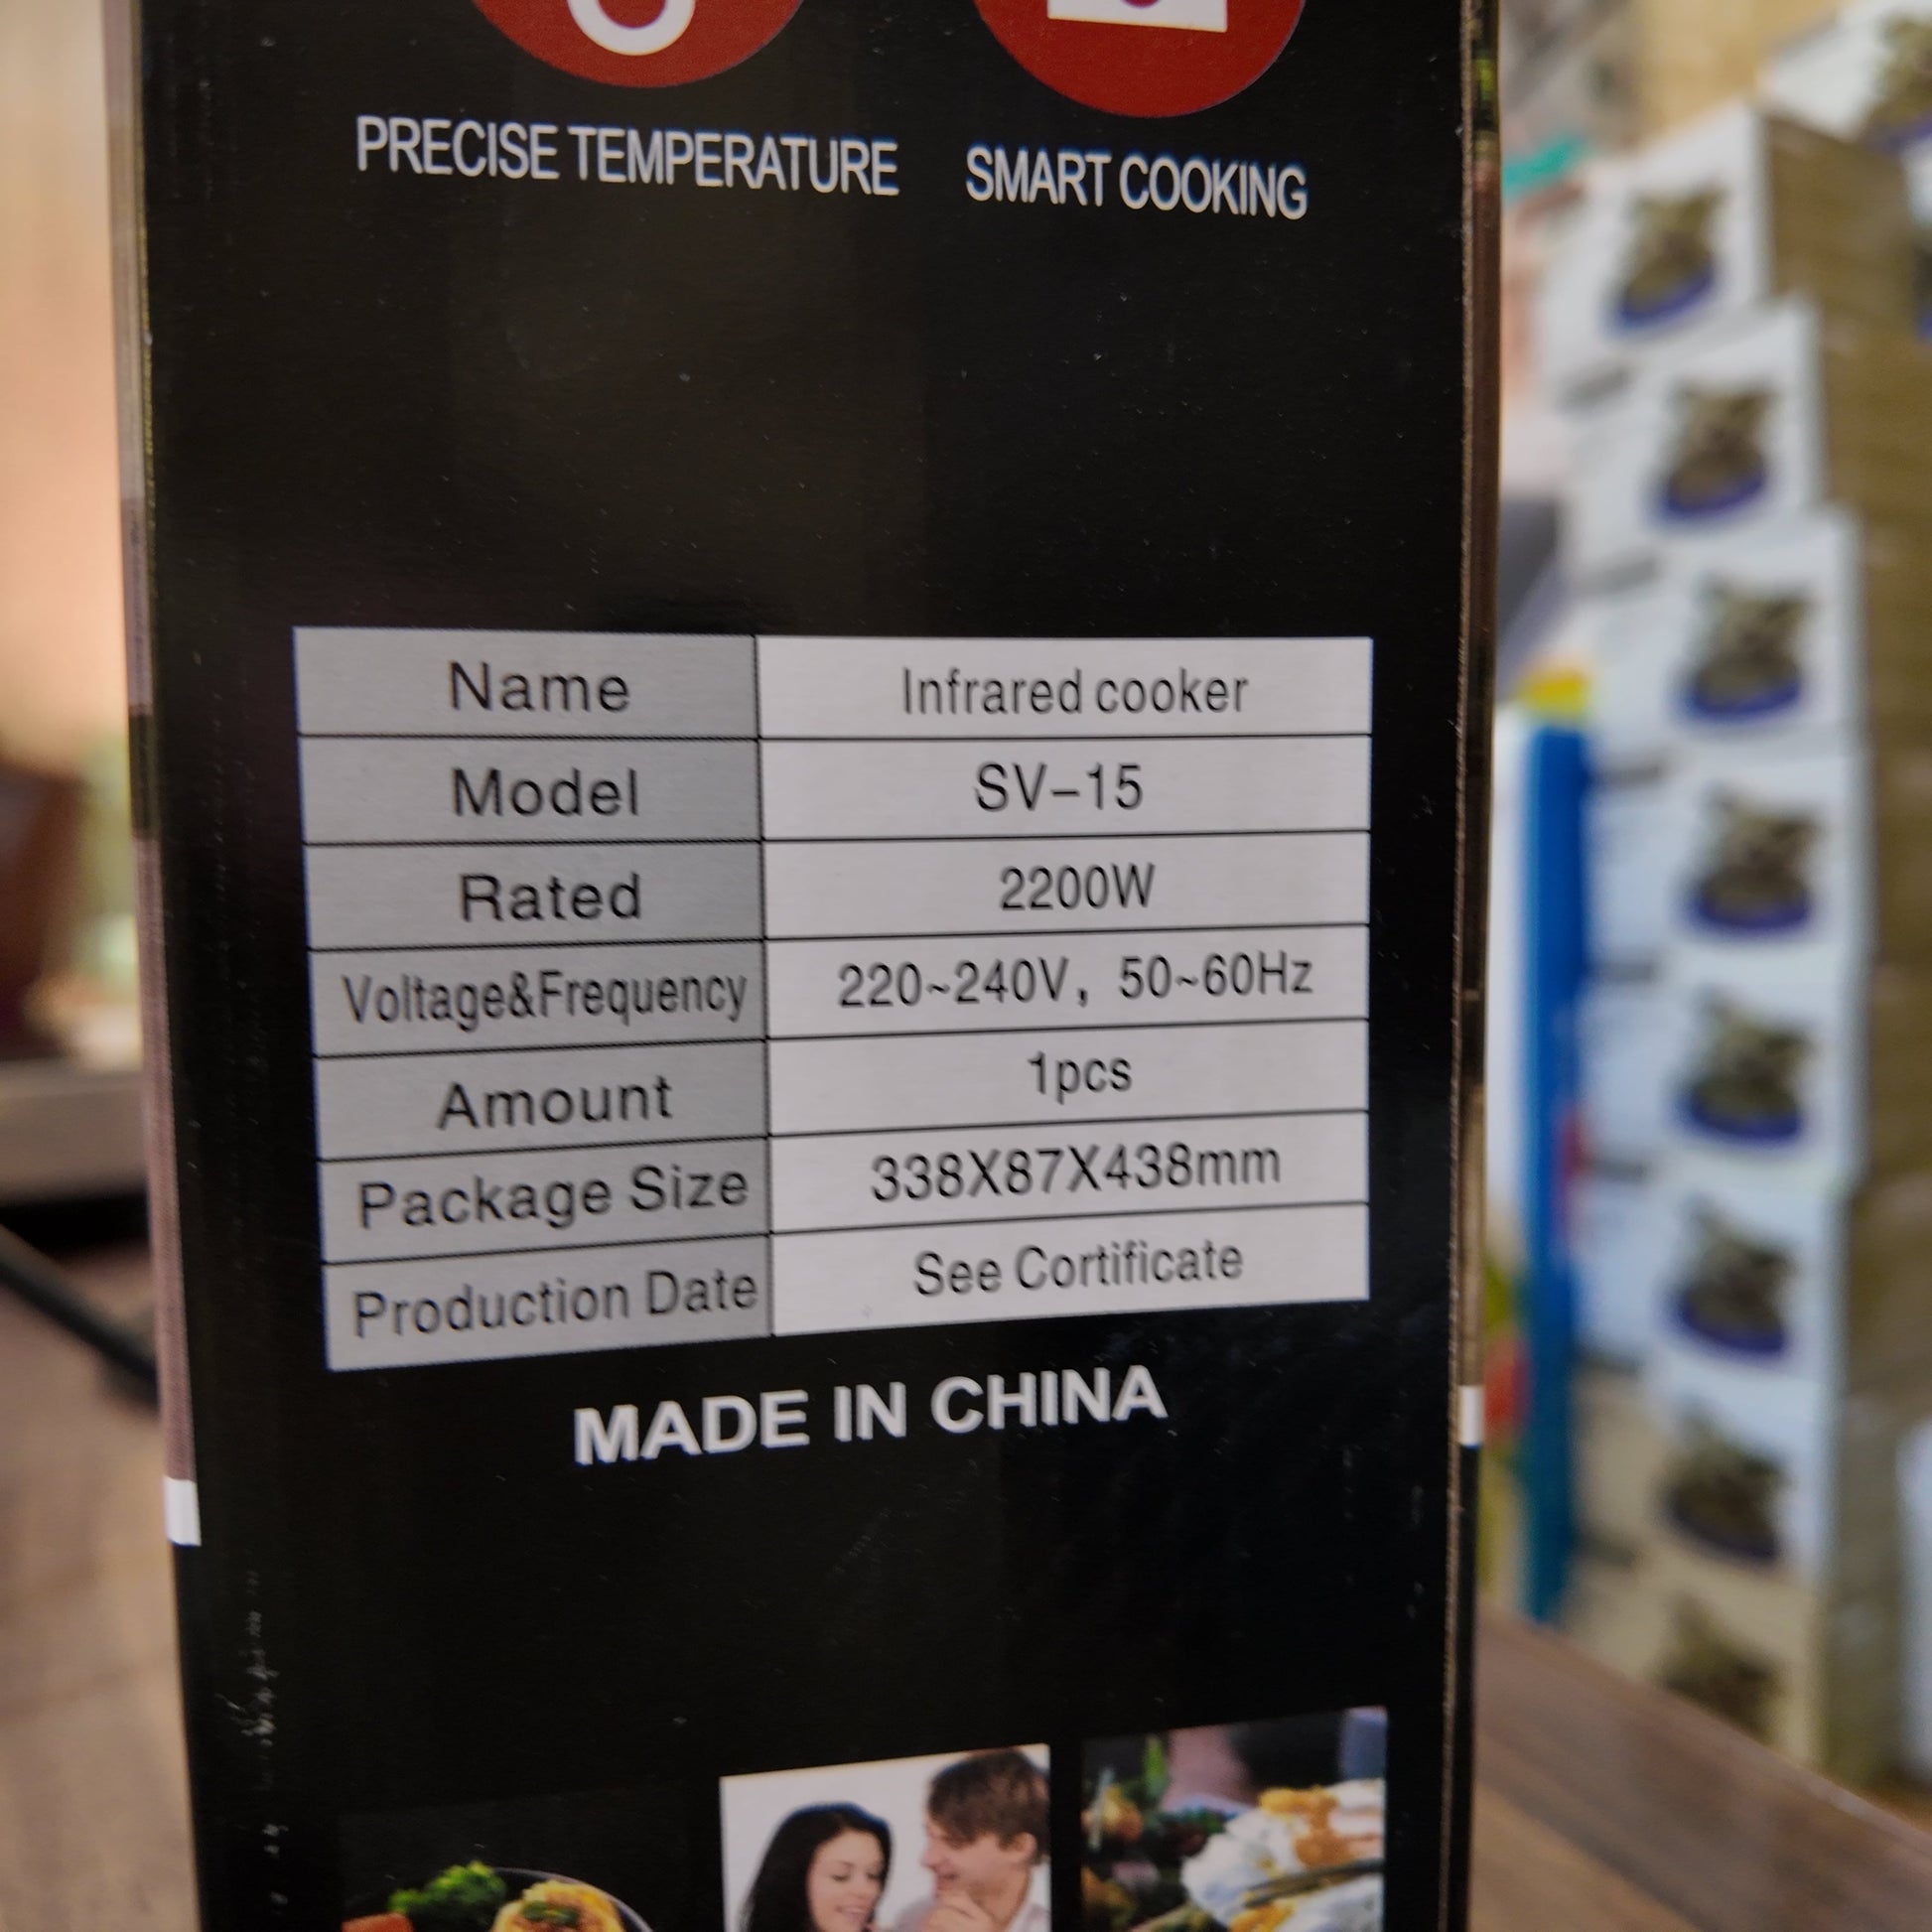 PRECISE TEMPERATURE SMART COOKING
Name Infrared cooker
Model SV-15
Rated 2200W
Voltage&Frequency 220~240V, 50~60Hz
Amount 1pcs
Package Size 338X87X438mm
Production Date See Cortificate
MADE IN CHINA